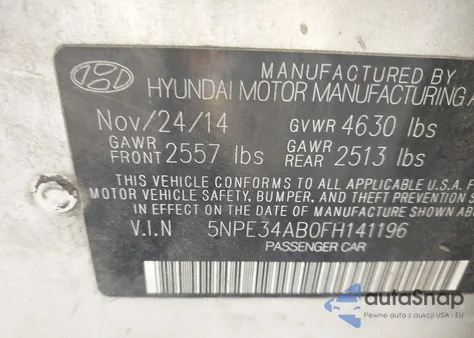 MANUFACTURED BY
HYUNDAI MOTOR MANUFACTURING
Nov/24/14 GVWR 4630 lbs
GAWR FRONT 2557 lbs GAWR REAR 2513 lbs
THIS VEHICLE CONFORMS TO ALL APPLICABLE U.S.A. F
MOTOR VEHICLE SAFETY, BUMPER, AND THEFT PREVENTION
IN EFFECT ON THE DATE OF MANUFACTURE SHOWN ABO
V.I.N 5NPE34AB0FH141196
PASSENGER CAR
autoSnap
Pewne auta z aukcji USA i EU